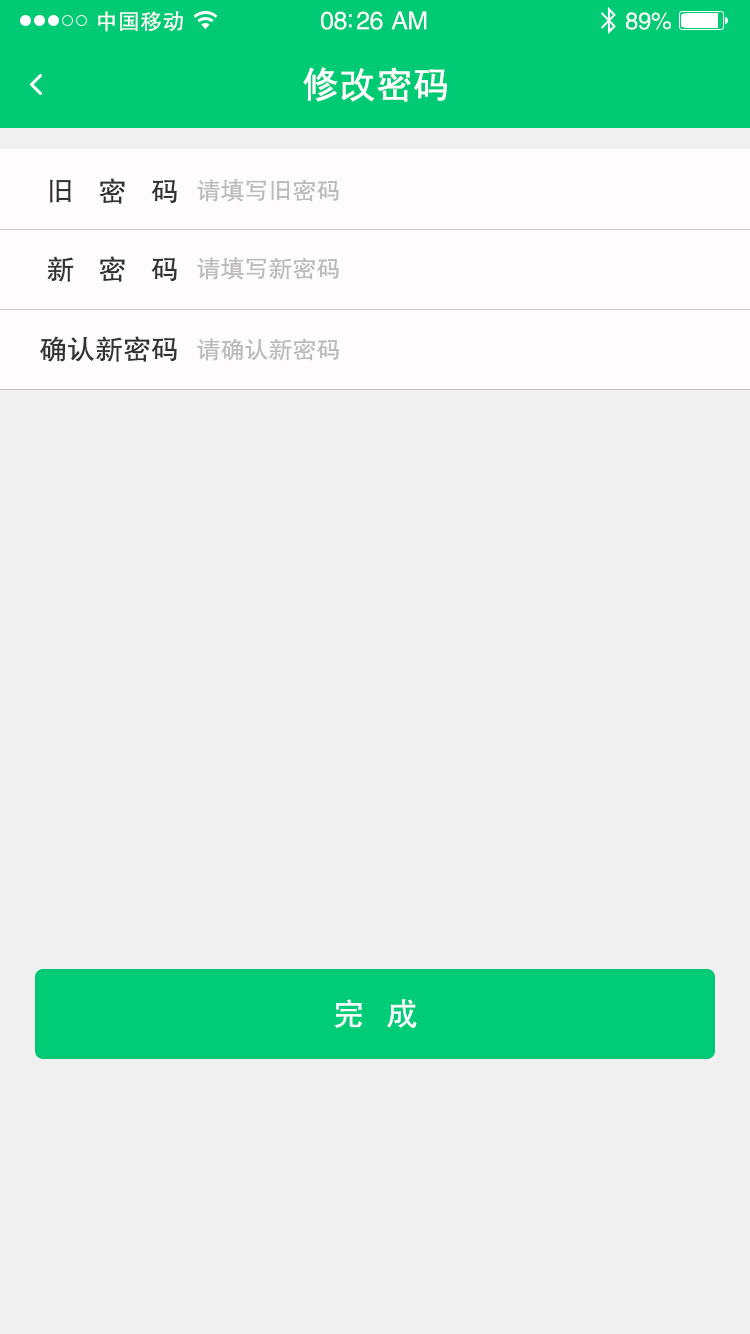 中国移动 08:26 AM 89%
修改密码
旧 密 码 请填写旧密码
新 密 码 请填写新密码
确认新密码 请确认新密码
完 成